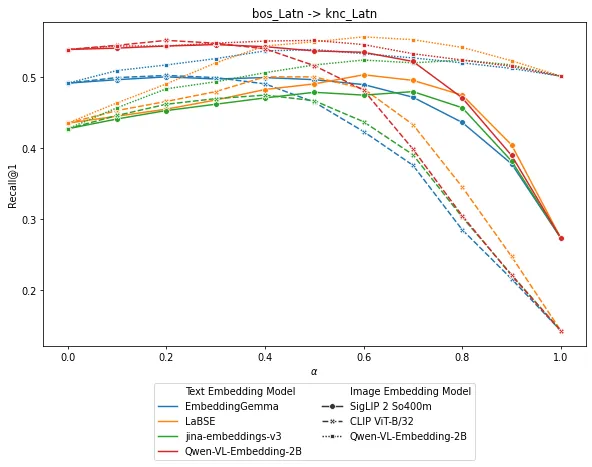 bos_Latn -> knc_Latn
Recall@1
0.5
0.4
0.3
0.2
0.0 0.2 0.4 0.6 0.8 1.0
α
Text Embedding Model Image Embedding Model
EmbeddingGemma SigLIP 2 So400m
LaBSE CLIP ViT-B/32
jina-embeddings-v3 Qwen-VL-Embedding-2B
Qwen-VL-Embedding-2B